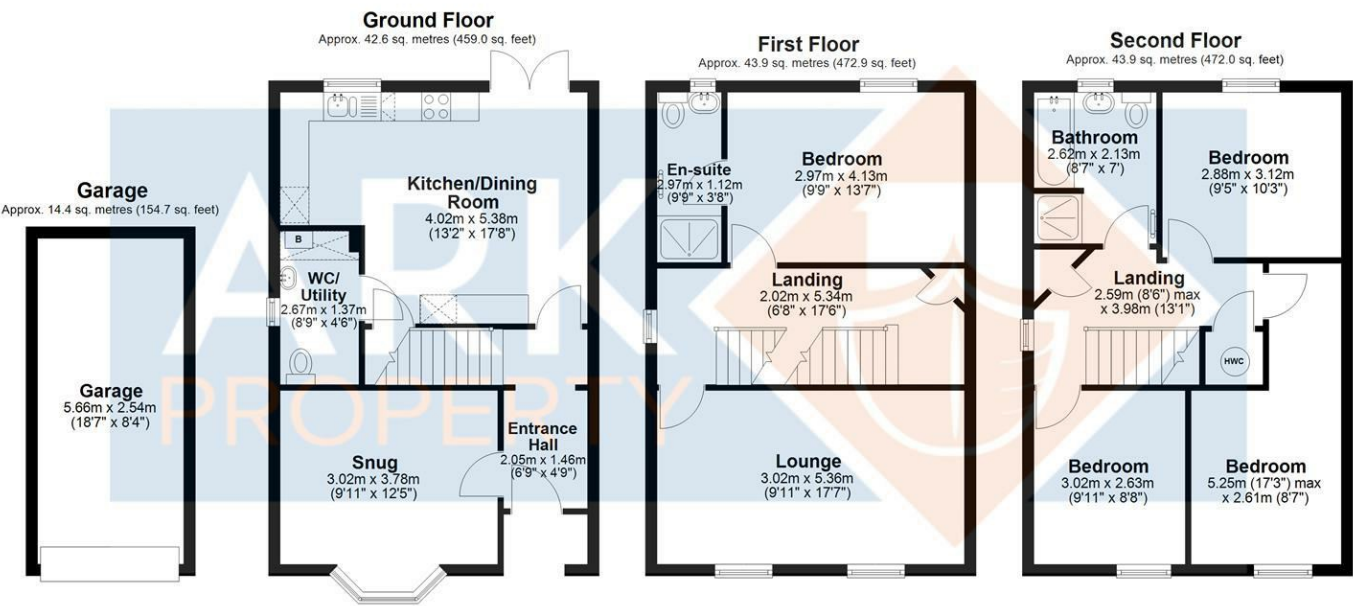 Garage
Approx. 14.4 sq. metres (154.7 sq. feet)
Garage
5.66m x 2.54m
(18'7" x 8'4")
Ground Floor
Approx. 42.6 sq. metres (459.0 sq. feet)
Kitchen/Dining
Room
4.02m x 5.38m
(13'2" x 17'8")
B
WC/
Utility
2.67m x 1.37m
(8'9" x 4'6")
Entrance
Hall
2.05m x 1.46m
(6'9" x 4'9")
Snug
3.02m x 3.78m
(9'11" x 12'5")
First Floor
Approx. 43.9 sq. metres (472.9 sq. feet)
En-suite
2.97m x 1.12m
(9'9" x 3'8")
Bedroom
2.97m x 4.13m
(9'9" x 13'7")
Landing
2.02m x 5.34m
(6'8" x 17'6")
Lounge
3.02m x 5.36m
(9'11" x 17'7")
Second Floor
Approx. 43.9 sq. metres (472.0 sq. feet)
Bathroom
2.62m x 2.13m
(8'7" x 7')
Bedroom
2.88m x 3.12m
(9'5" x 10'3")
Landing
2.59m (8'6") max
x 3.98m (13'1")
HWC
Bedroom
3.02m x 2.63m
(9'11" x 8'8")
Bedroom
5.25m (17'3") max
x 2.61m (8'7")
ARK
PROPERTY